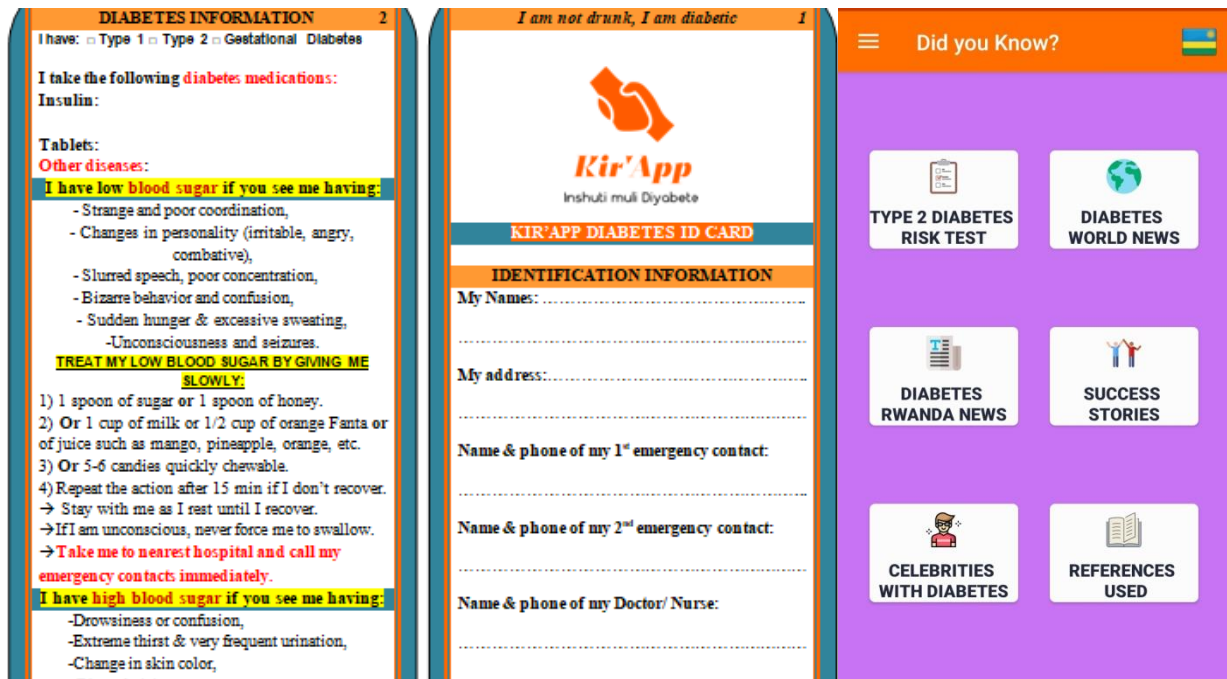 DIABETES INFORMATION 2
I have: □ Type 1 □ Type 2 □ Gestational Diabetes
I take the following diabetes medications:
Insulin:
Tablets:
Other diseases:
I have low blood sugar if you see me having:
- Strange and poor coordination,
- Changes in personality (irritable, angry,
combative),
- Slurred speech, poor concentration,
- Bizarre behavior and confusion,
- Sudden hunger & excessive sweating,
-Unconsciousness and seizures.
TREAT MY LOW BLOOD SUGAR BY GIVING ME
SLOWLY:
1) 1 spoon of sugar or 1 spoon of honey.
2) Or 1 cup of milk or 1/2 cup of orange Fanta or
of juice such as mango, pineapple, orange, etc.
3) Or 5-6 candies quickly chewable.
4) Repeat the action after 15 min if I don't recover.
→ Stay with me as I rest until I recover.
→If I am unconscious, never force me to swallow.
→Take me to nearest hospital and call my
emergency contacts immediately.
I have high blood sugar if you see me having:
-Drowsiness or confusion,
-Extreme thirst & very frequent urination,
-Change in skin color,
I am not drunk, I am diabetic 1
Kir'App
Inshuti muli Diyabete
KIR'APP DIABETES ID CARD
IDENTIFICATION INFORMATION
My Names: ..................................................
..................................................
My address:..................................................
..................................................
Name & phone of my 1st emergency contact:
..................................................
Name & phone of my 2nd emergency contact:
..................................................
Name & phone of my Doctor/ Nurse:
..................................................
Did you Know?
TYPE 2 DIABETES
RISK TEST
DIABETES
WORLD NEWS
DIABETES
RWANDA NEWS
SUCCESS
STORIES
CELEBRITIES
WITH DIABETES
REFERENCES
USED